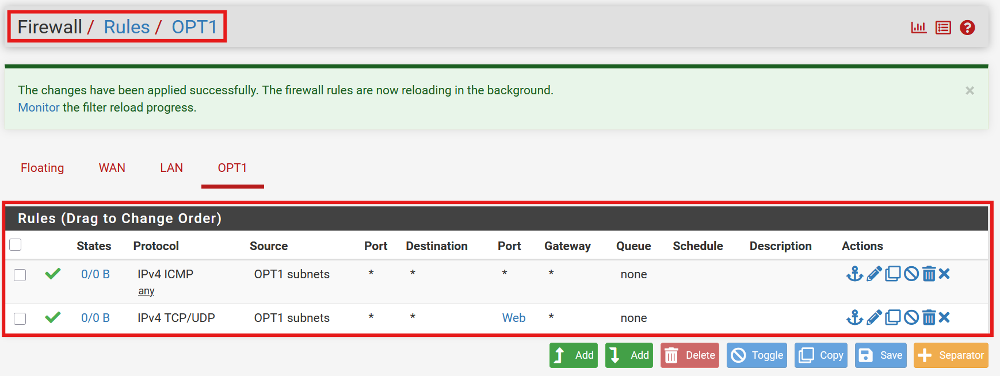 Firewall / Rules / OPT1
The changes have been applied successfully. The firewall rules are now reloading in the background.
Monitor the filter reload progress.
Floating WAN LAN OPT1
Rules (Drag to Change Order)
States Protocol Source Port Destination Port Gateway Queue Schedule Description Actions
0/0 B IPv4 ICMP OPT1 subnets * * * * none
any
0/0 B IPv4 TCP/UDP OPT1 subnets * * Web * none
Add Add Delete Toggle Copy Save Separator